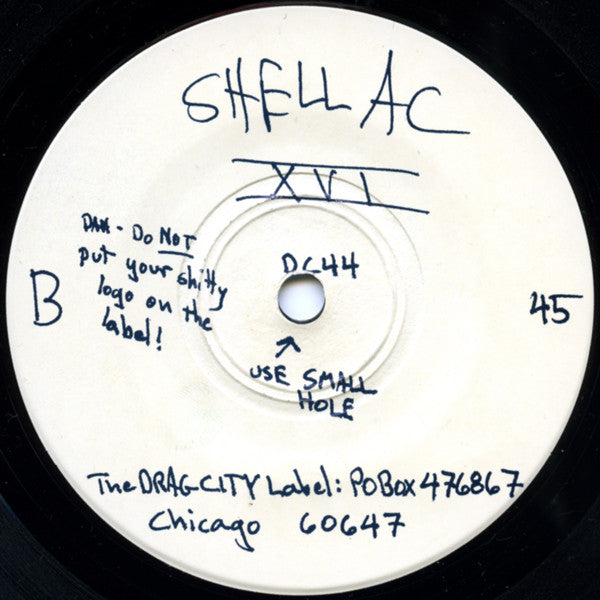 SHELLAC
XVI
DAN - DO NOT
put your shitty
logo on the
label!
DC44
B
45
USE SMALL
HOLE
The DRAG CITY Label: PO Box 476867
Chicago 60647